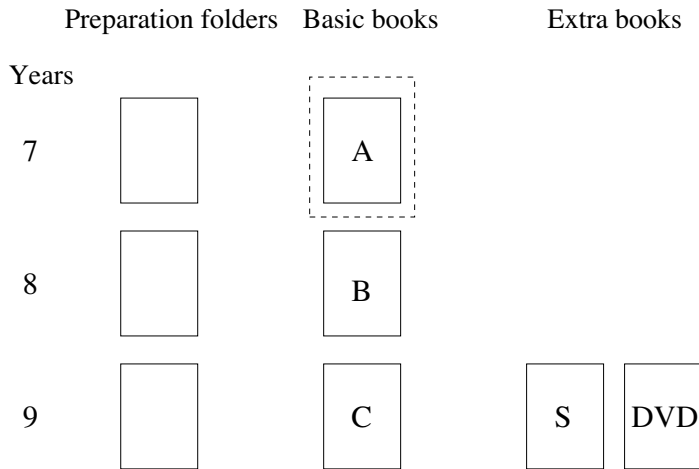 Preparation folders Basic books Extra books
Years
7 A
8 B
9 C S DVD